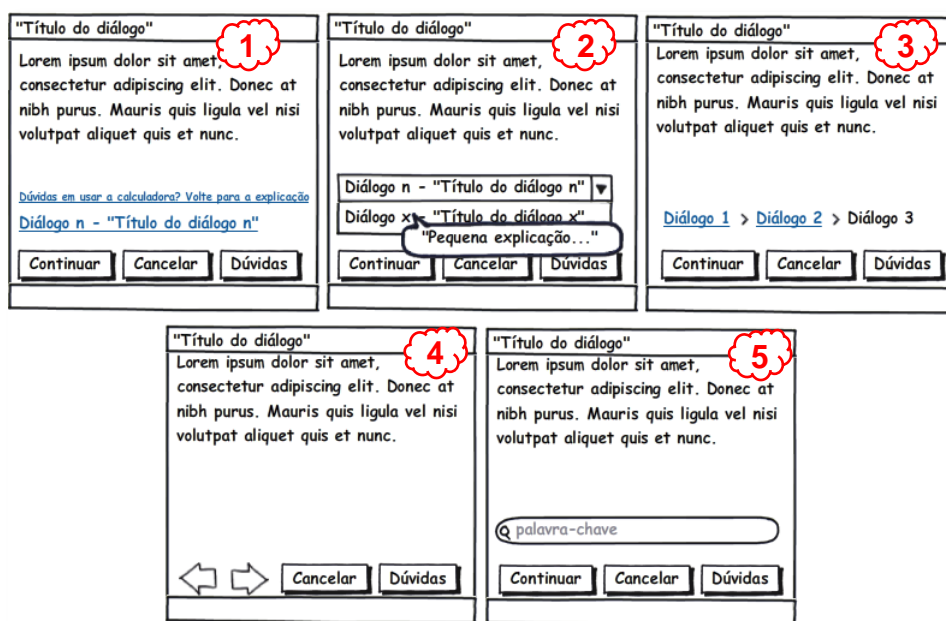 "Título do diálogo"
1
Lorem ipsum dolor sit amet,
consectetur adipiscing elit. Donec at
nibh purus. Mauris quis ligula vel nisi
volutpat aliquet quis et nunc.
Dúvidas em usar a calculadora? Volte para a explicação
Diálogo n - "Título do diálogo n"
Continuar
Cancelar
Dúvidas
"Título do diálogo"
2
Lorem ipsum dolor sit amet,
consectetur adipiscing elit. Donec at
nibh purus. Mauris quis ligula vel nisi
volutpat aliquet quis et nunc.
Diálogo n - "Título do diálogo n"
Diálogo x - "Título do diálogo x"
"Pequena explicação..."
Continuar
Cancelar
Dúvidas
"Título do diálogo"
3
Lorem ipsum dolor sit amet,
consectetur adipiscing elit. Donec at
nibh purus. Mauris quis ligula vel nisi
volutpat aliquet quis et nunc.
Diálogo 1 > Diálogo 2 > Diálogo 3
Continuar
Cancelar
Dúvidas
"Título do diálogo"
4
Lorem ipsum dolor sit amet,
consectetur adipiscing elit. Donec at
nibh purus. Mauris quis ligula vel nisi
volutpat aliquet quis et nunc.
Cancelar
Dúvidas
"Título do diálogo"
5
Lorem ipsum dolor sit amet,
consectetur adipiscing elit. Donec at
nibh purus. Mauris quis ligula vel nisi
volutpat aliquet quis et nunc.
palavra-chave
Continuar
Cancelar
Dúvidas